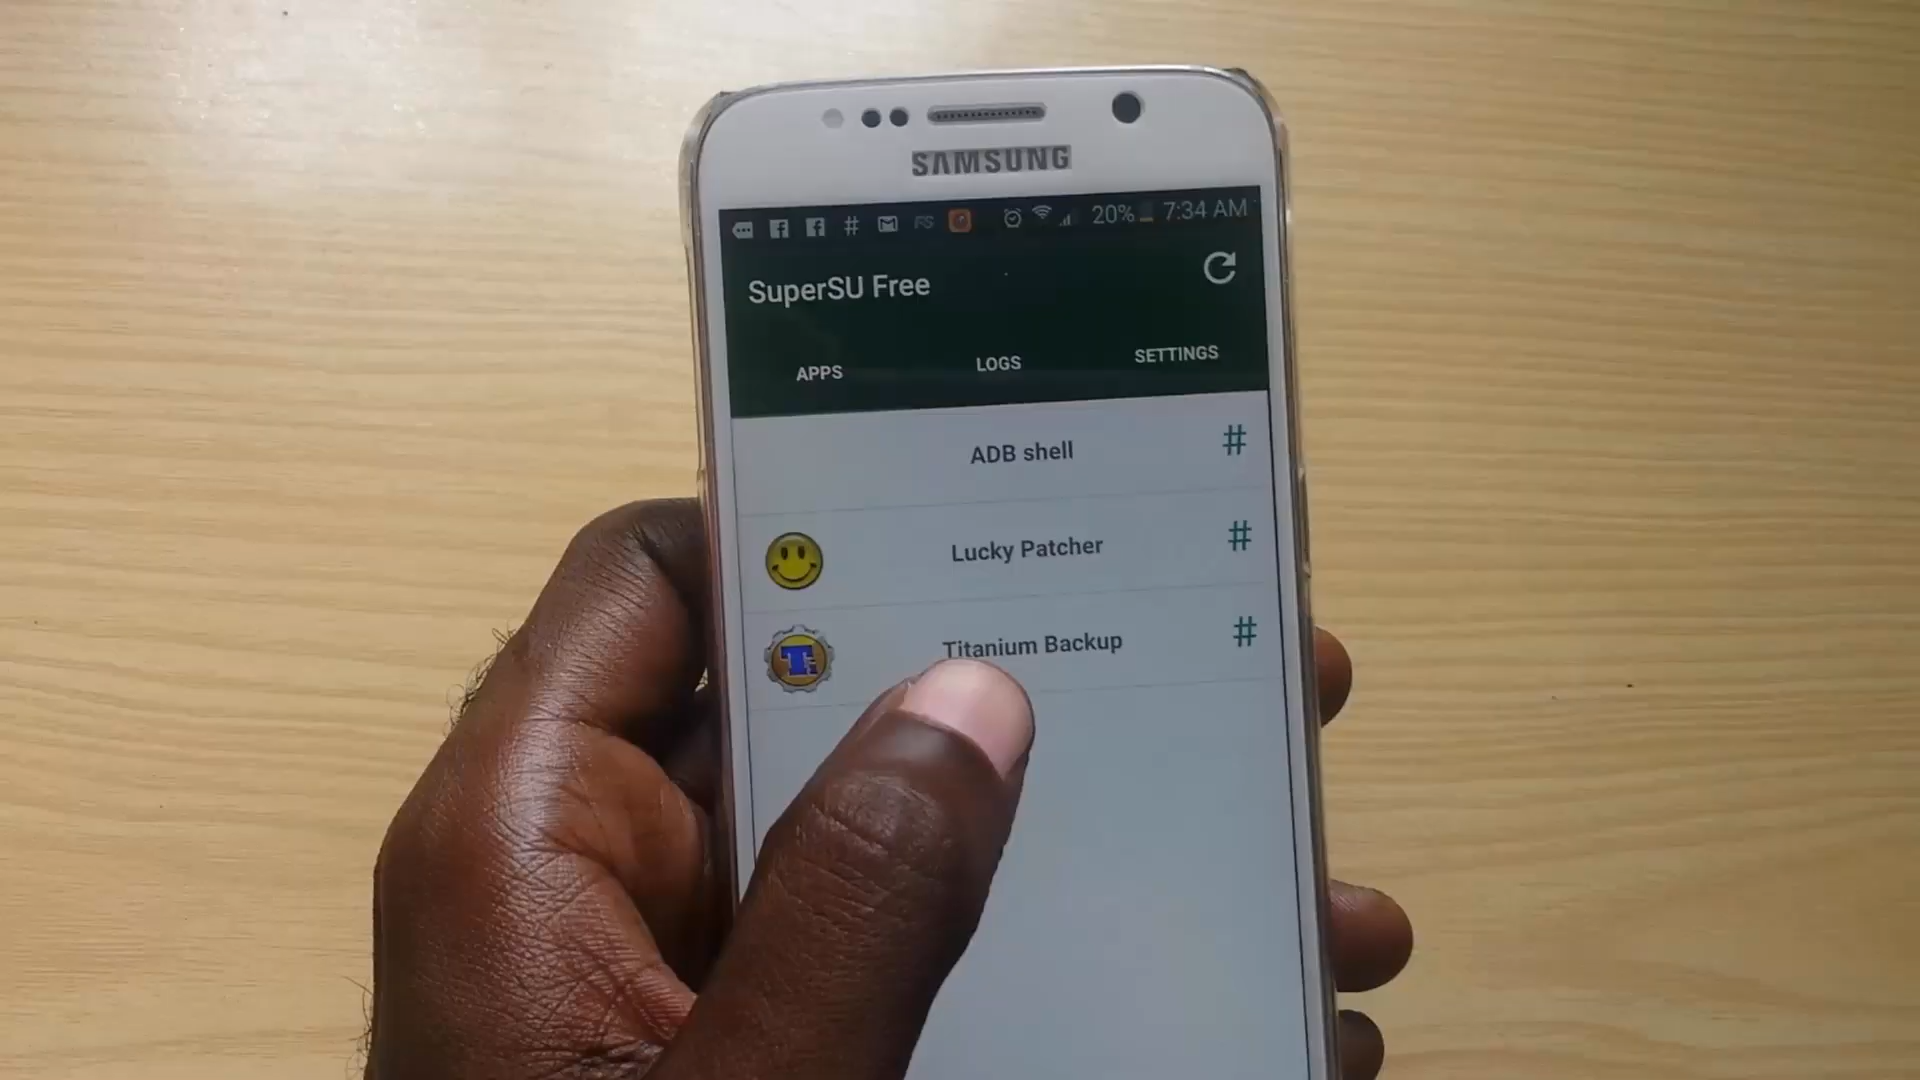 SAMSUNG
# 20% 7:34 AM
SuperSU Free
APPS LOGS SETTINGS
ADB shell #
Lucky Patcher #
Titanium Backup #